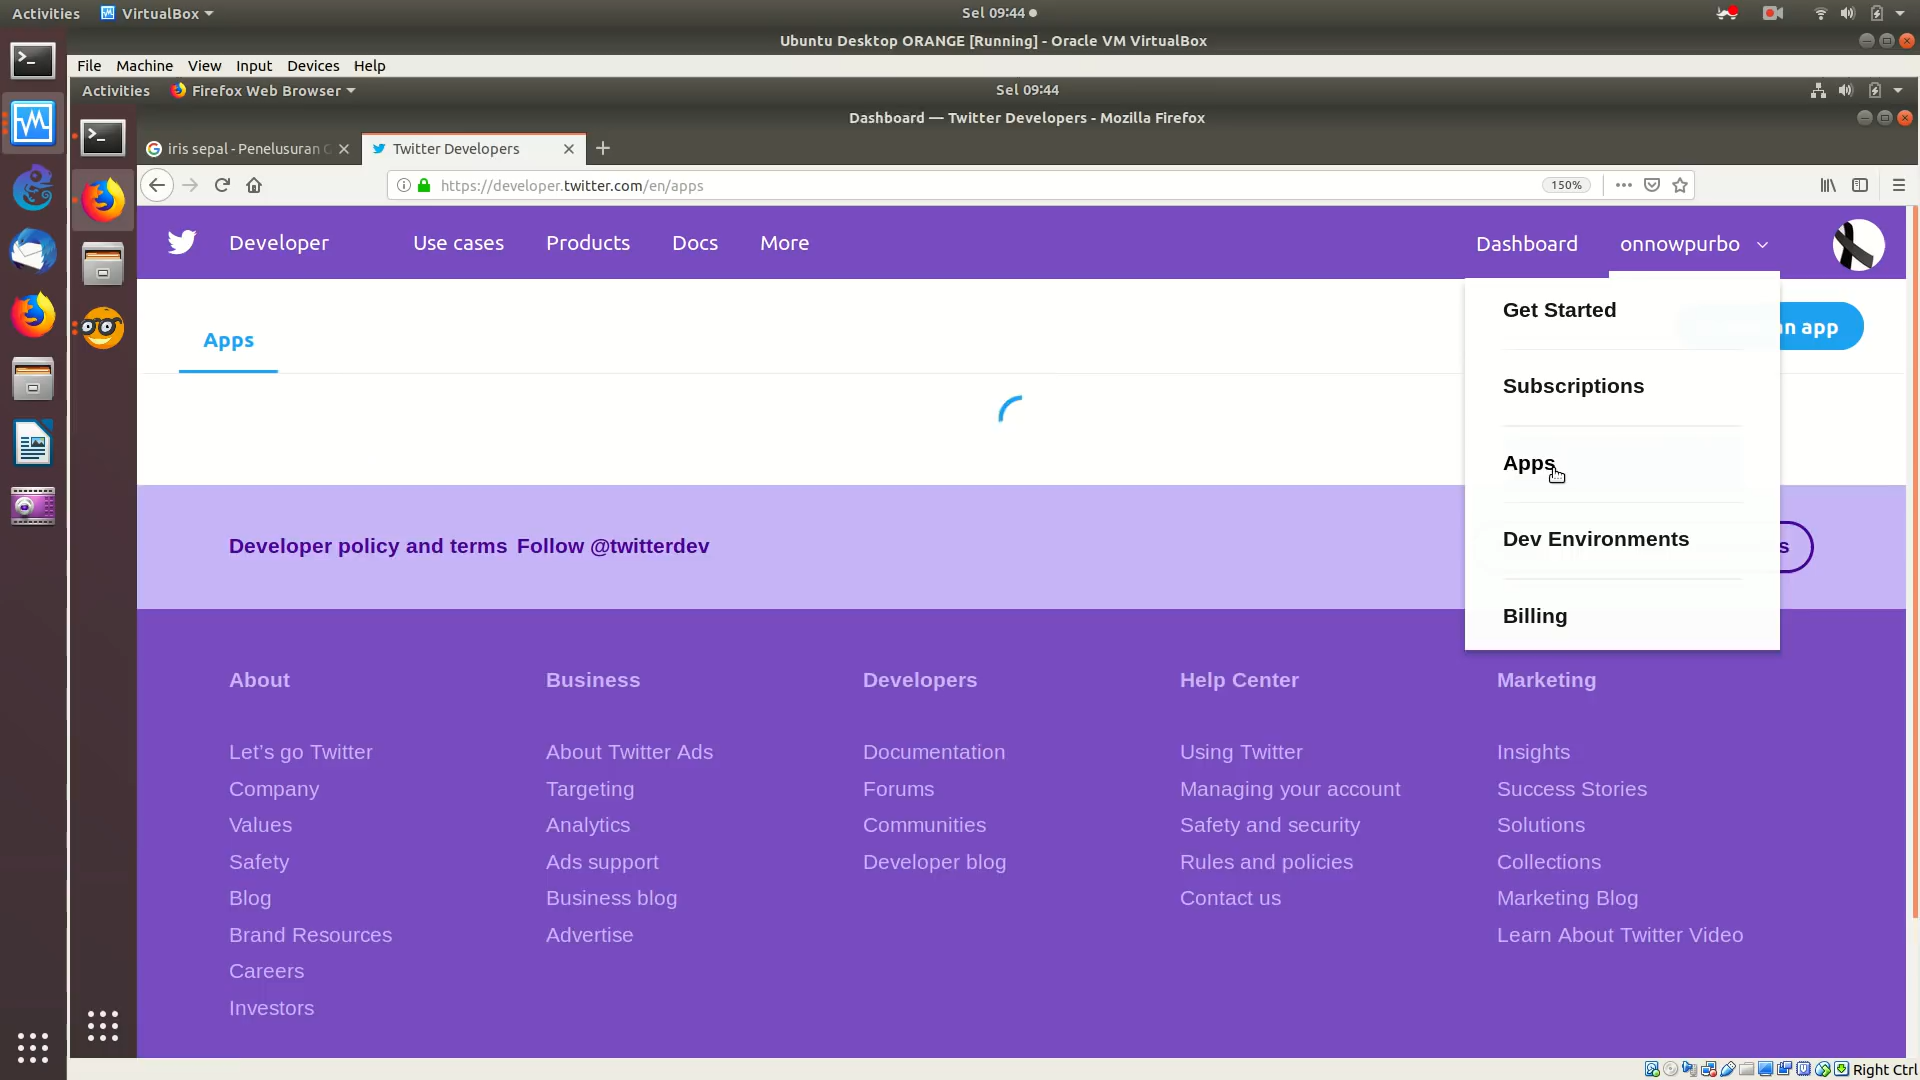 Activities VirtualBox Sel 09:44
Ubuntu Desktop ORANGE [Running] - Oracle VM VirtualBox
File Machine View Input Devices Help
Activities Firefox Web Browser Sel 09:44
Dashboard — Twitter Developers - Mozilla Firefox
iris sepal - Penelusuran Twitter Developers
https://developer.twitter.com/en/apps 150%
Developer Use cases Products Docs More Dashboard onnowpurbo
Get Started
Apps app
Subscriptions
Apps
Dev Environments
Developer policy and terms Follow @twitterdev
Billing
About Business Developers Help Center Marketing
Let's go Twitter About Twitter Ads Documentation Using Twitter Insights
Company Targeting Forums Managing your account Success Stories
Values Analytics Communities Safety and security Solutions
Safety Ads support Developer blog Rules and policies Collections
Blog Business blog Contact us Marketing Blog
Brand Resources Advertise Learn About Twitter Video
Careers
Investors
Right Ctrl